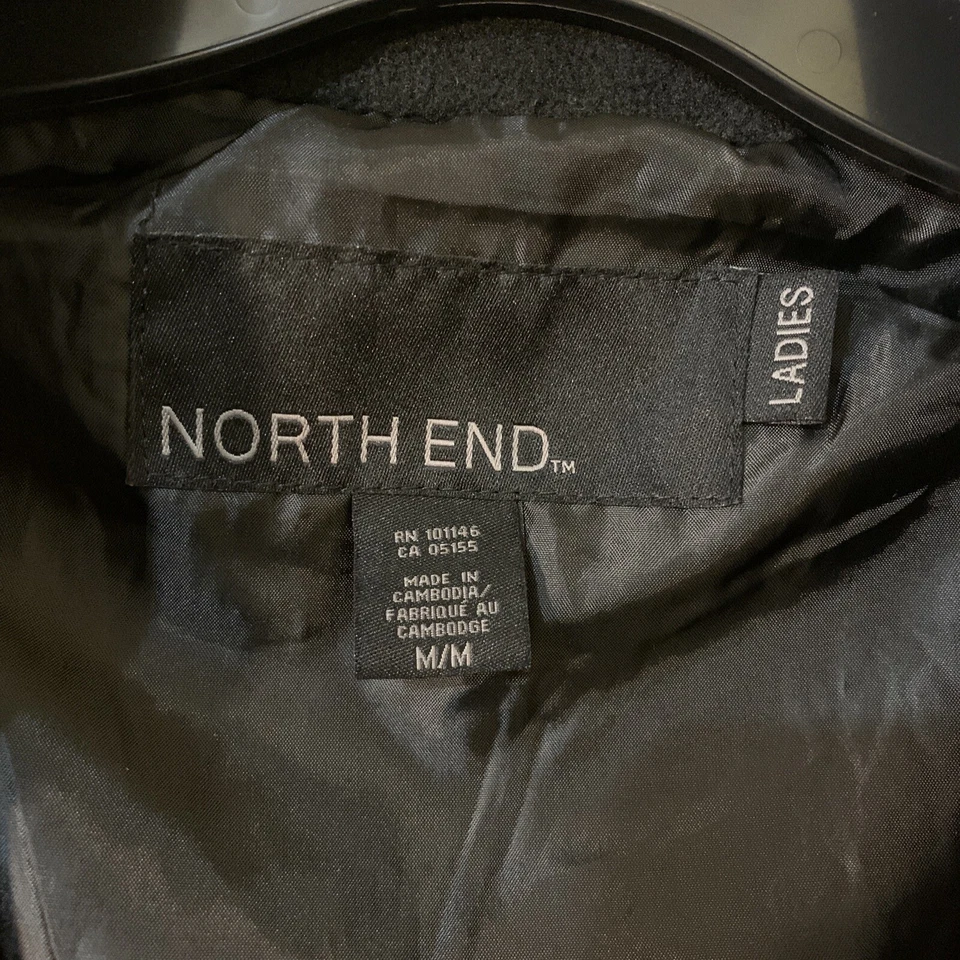 NORTH END™
LADIES
RN 101146
CA 05155
MADE IN
CAMBODIA/
FABRIQUÉ AU
CAMBODGE
M/M